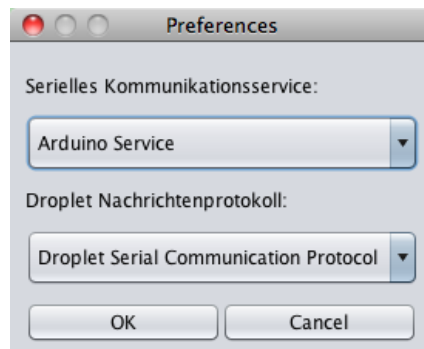 Preferences
Serielles Kommunikationsservice:
Arduino Service
Droplet Nachrichtenprotokoll:
Droplet Serial Communication Protocol
OK Cancel